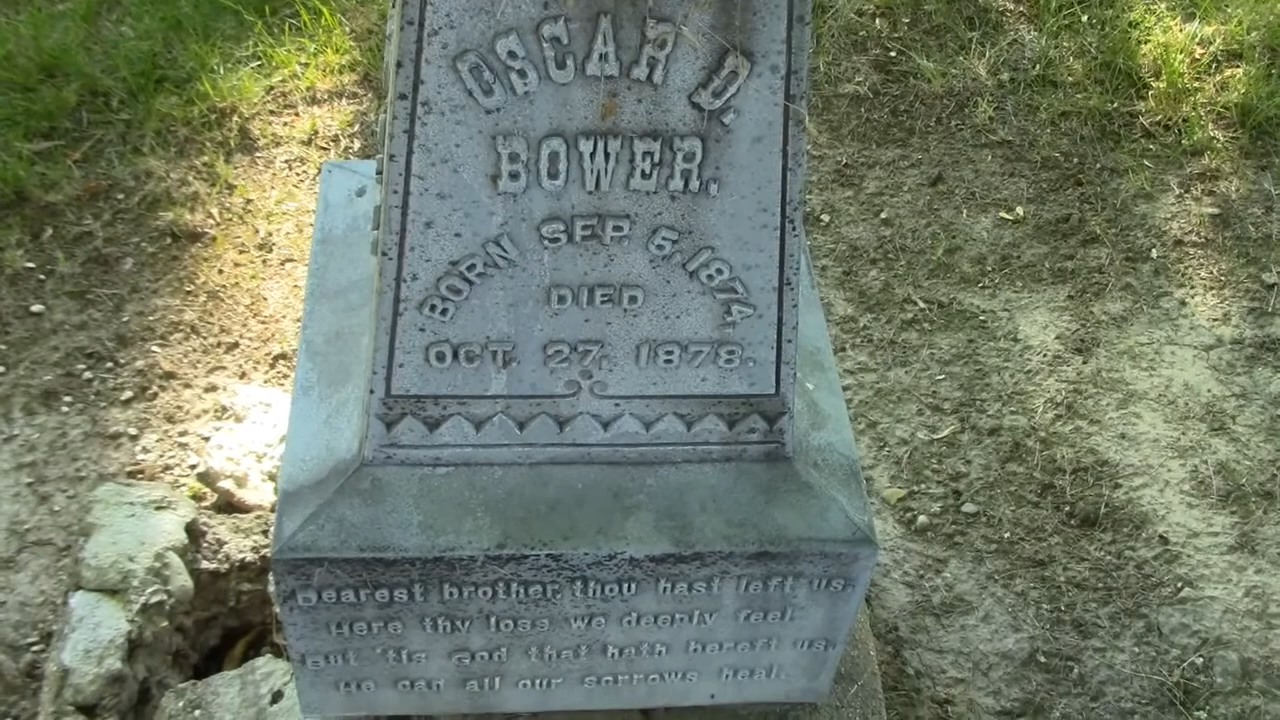 OSCAR D.
BOWER.
BORN SEP. 5, 1874
DIED
OCT. 27, 1878.
Dearest brother, thou hast left us.
Here thy loss we deeply feel
But 'tis God that hath bereft us.
He can all our sorrows heal.